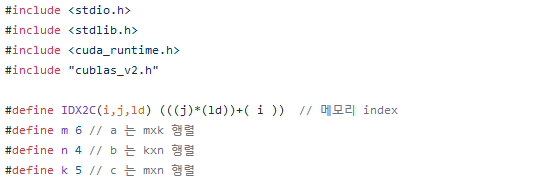 #include <stdio.h>
#include <stdlib.h>
#include <cuda_runtime.h>
#include "cublas_v2.h"
#define IDX2C(i,j,ld) (((j)*(ld))+( i ))  // 메모리 index
#define m 6 // a 는 mxk 행렬
#define n 4 // b 는 kxn 행렬
#define k 5 // c 는 mxn 행렬